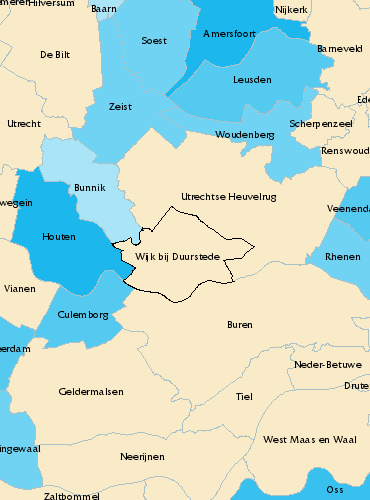 meren
Hilversum
Baarn
Nijkerk
Amersfoort
Soest
Barneveld
De Bilt
Leusden
Ede
Zeist
Utrecht
Scherpenzeel
Woudenberg
Renswoud
Bunnik
Utrechtse Heuvelrug
wegein
Veenenda
Houten
Wijk bij Duurstede
Rhenen
Vianen
Culemborg
Buren
erdam
Neder-Betuwe
Drute
Geldermalsen
Tiel
West Maas en Waal
ingewaal
Neerijnen
Oss
Zaltbommel